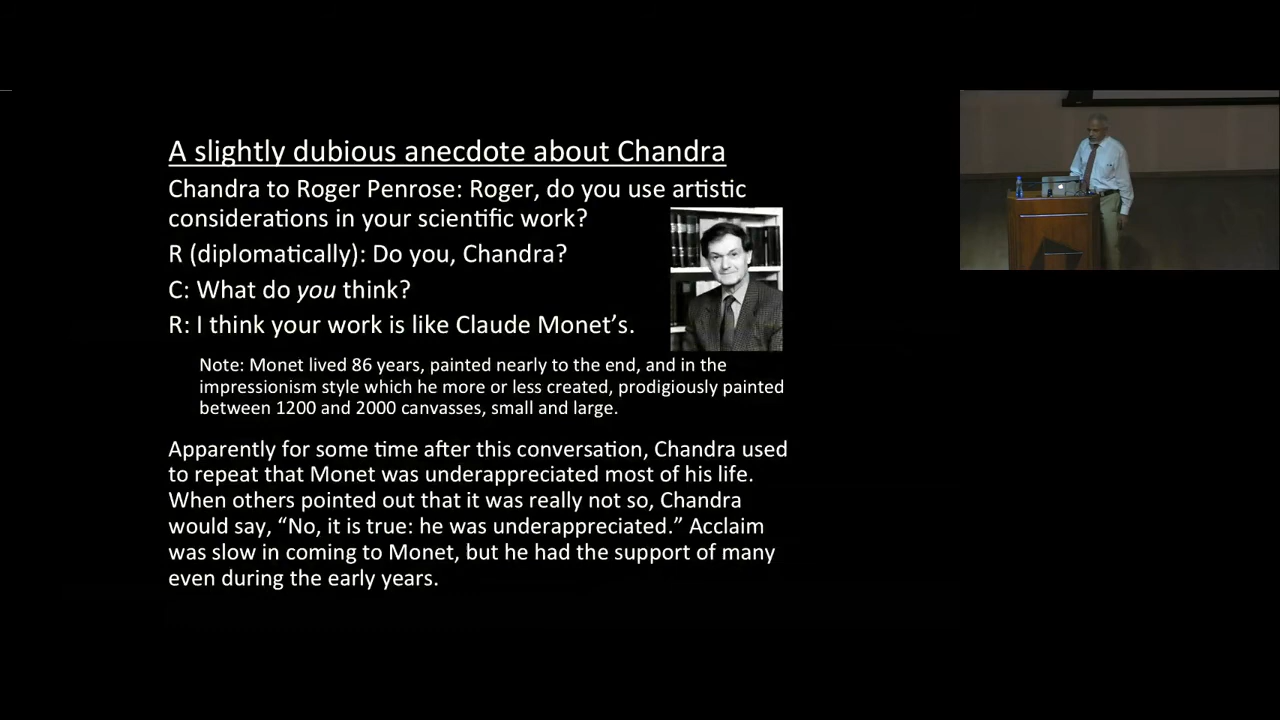 A slightly dubious anecdote about Chandra
Chandra to Roger Penrose: Roger, do you use artistic
considerations in your scientific work?
R (diplomatically): Do you, Chandra?
C: What do you think?
R: I think your work is like Claude Monet’s.
Note: Monet lived 86 years, painted nearly to the end, and in the
impressionism style which he more or less created, prodigiously painted
between 1200 and 2000 canvasses, small and large.
Apparently for some time after this conversation, Chandra used
to repeat that Monet was underappreciated most of his life.
When others pointed out that it was really not so, Chandra
would say, “No, it is true: he was underappreciated.” Acclaim
was slow in coming to Monet, but he had the support of many
even during the early years.